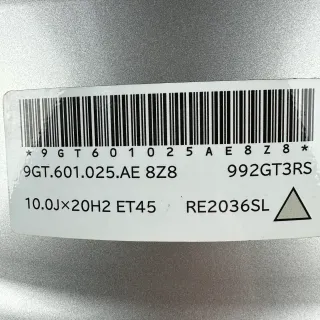 *9GT601025AE8Z8*
9GT.601.025.AE 8Z8 992GT3RS
10.0J×20H2 ET45 RE2036SL